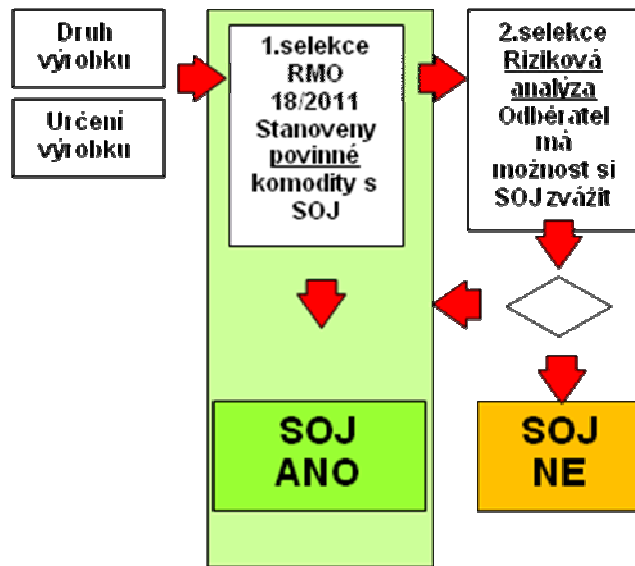 Druh
výrobku
Určení
výrobku
1.selekce
RMO
18/2011
Stanoveny
povinné
komodity s
SOJ
2.selekce
Riziková
analýza
Odběratel
má
možnost si
SOJ zvážit
SOJ
ANO
SOJ
NE